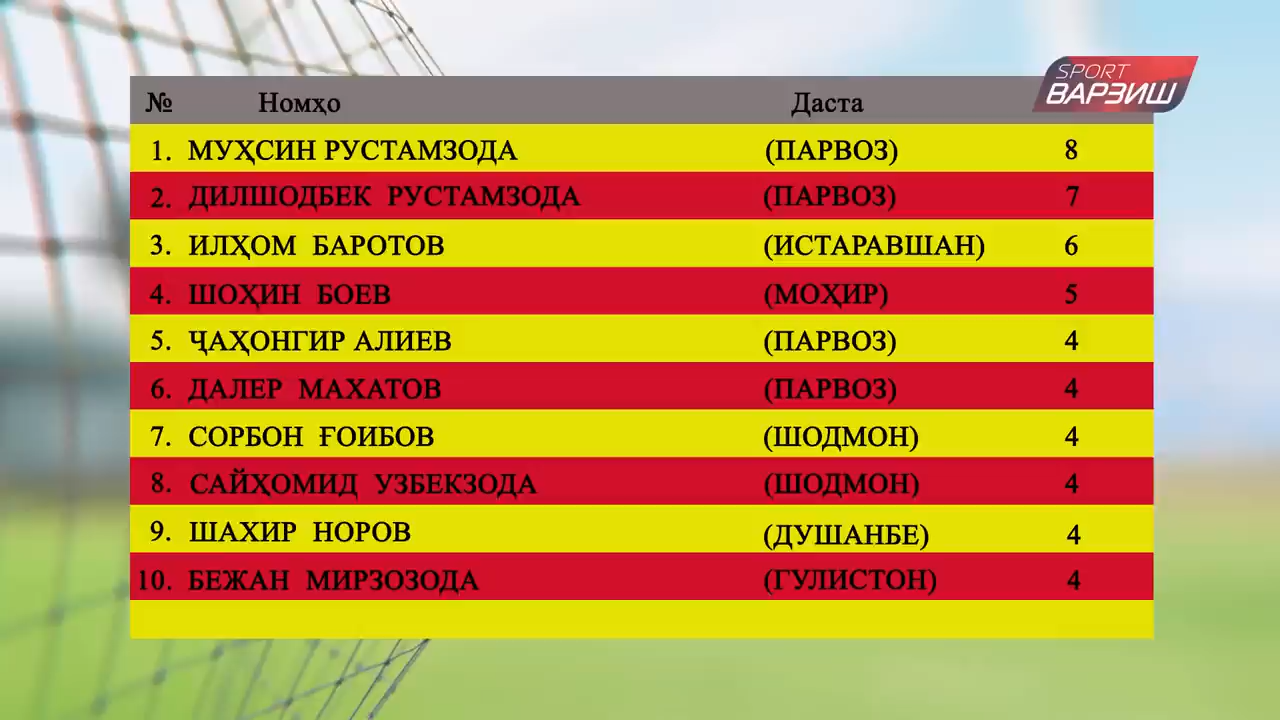 SPORT
ВАРЗИШ
№ Номҳо Даста
1. МУҲСИН РУСТАМЗОДА (ПАРВОЗ) 8
2. ДИЛШОДБЕК РУСТАМЗОДА (ПАРВОЗ) 7
3. ИЛҲОМ БАРОТОВ (ИСТАРАВШАН) 6
4. ШОҲИН БОЕВ (МОҲИР) 5
5. ҶАҲОНГИР АЛИЕВ (ПАРВОЗ) 4
6. ДАЛЕР МАХАТОВ (ПАРВОЗ) 4
7. СОРБОН ҒОИБОВ (ШОДМОН) 4
8. САЙҲОМИД УЗБЕКЗОДА (ШОДМОН) 4
9. ШАХИР НОРОВ (ДУШАНБЕ) 4
10. БЕЖАН МИРЗОЗОДА (ГУЛИСТОН) 4